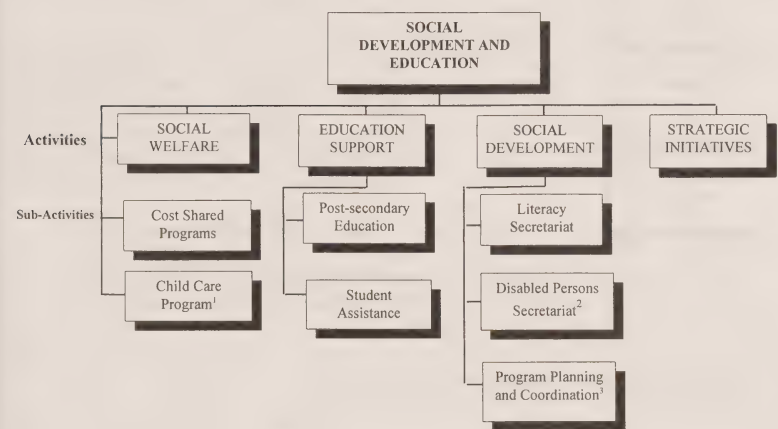 SOCIAL
DEVELOPMENT AND
EDUCATION
Activities
SOCIAL
WELFARE
EDUCATION
SUPPORT
SOCIAL
DEVELOPMENT
STRATEGIC
INITIATIVES
Sub-Activities
Cost Shared
Programs
Post-secondary
Education
Literacy
Secretariat
Child Care
Program¹
Student
Assistance
Disabled Persons
Secretariat²
Program Planning
and Coordination³